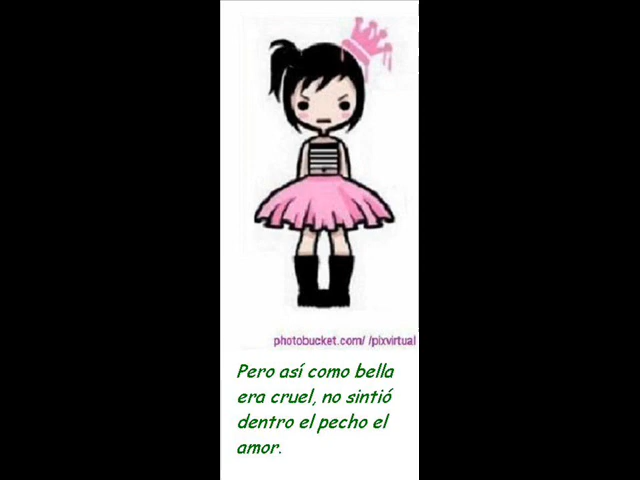 photobucket.com/ /pixvirtual
Pero así como bella
era cruel, no sintió
dentro el pecho el
amor.